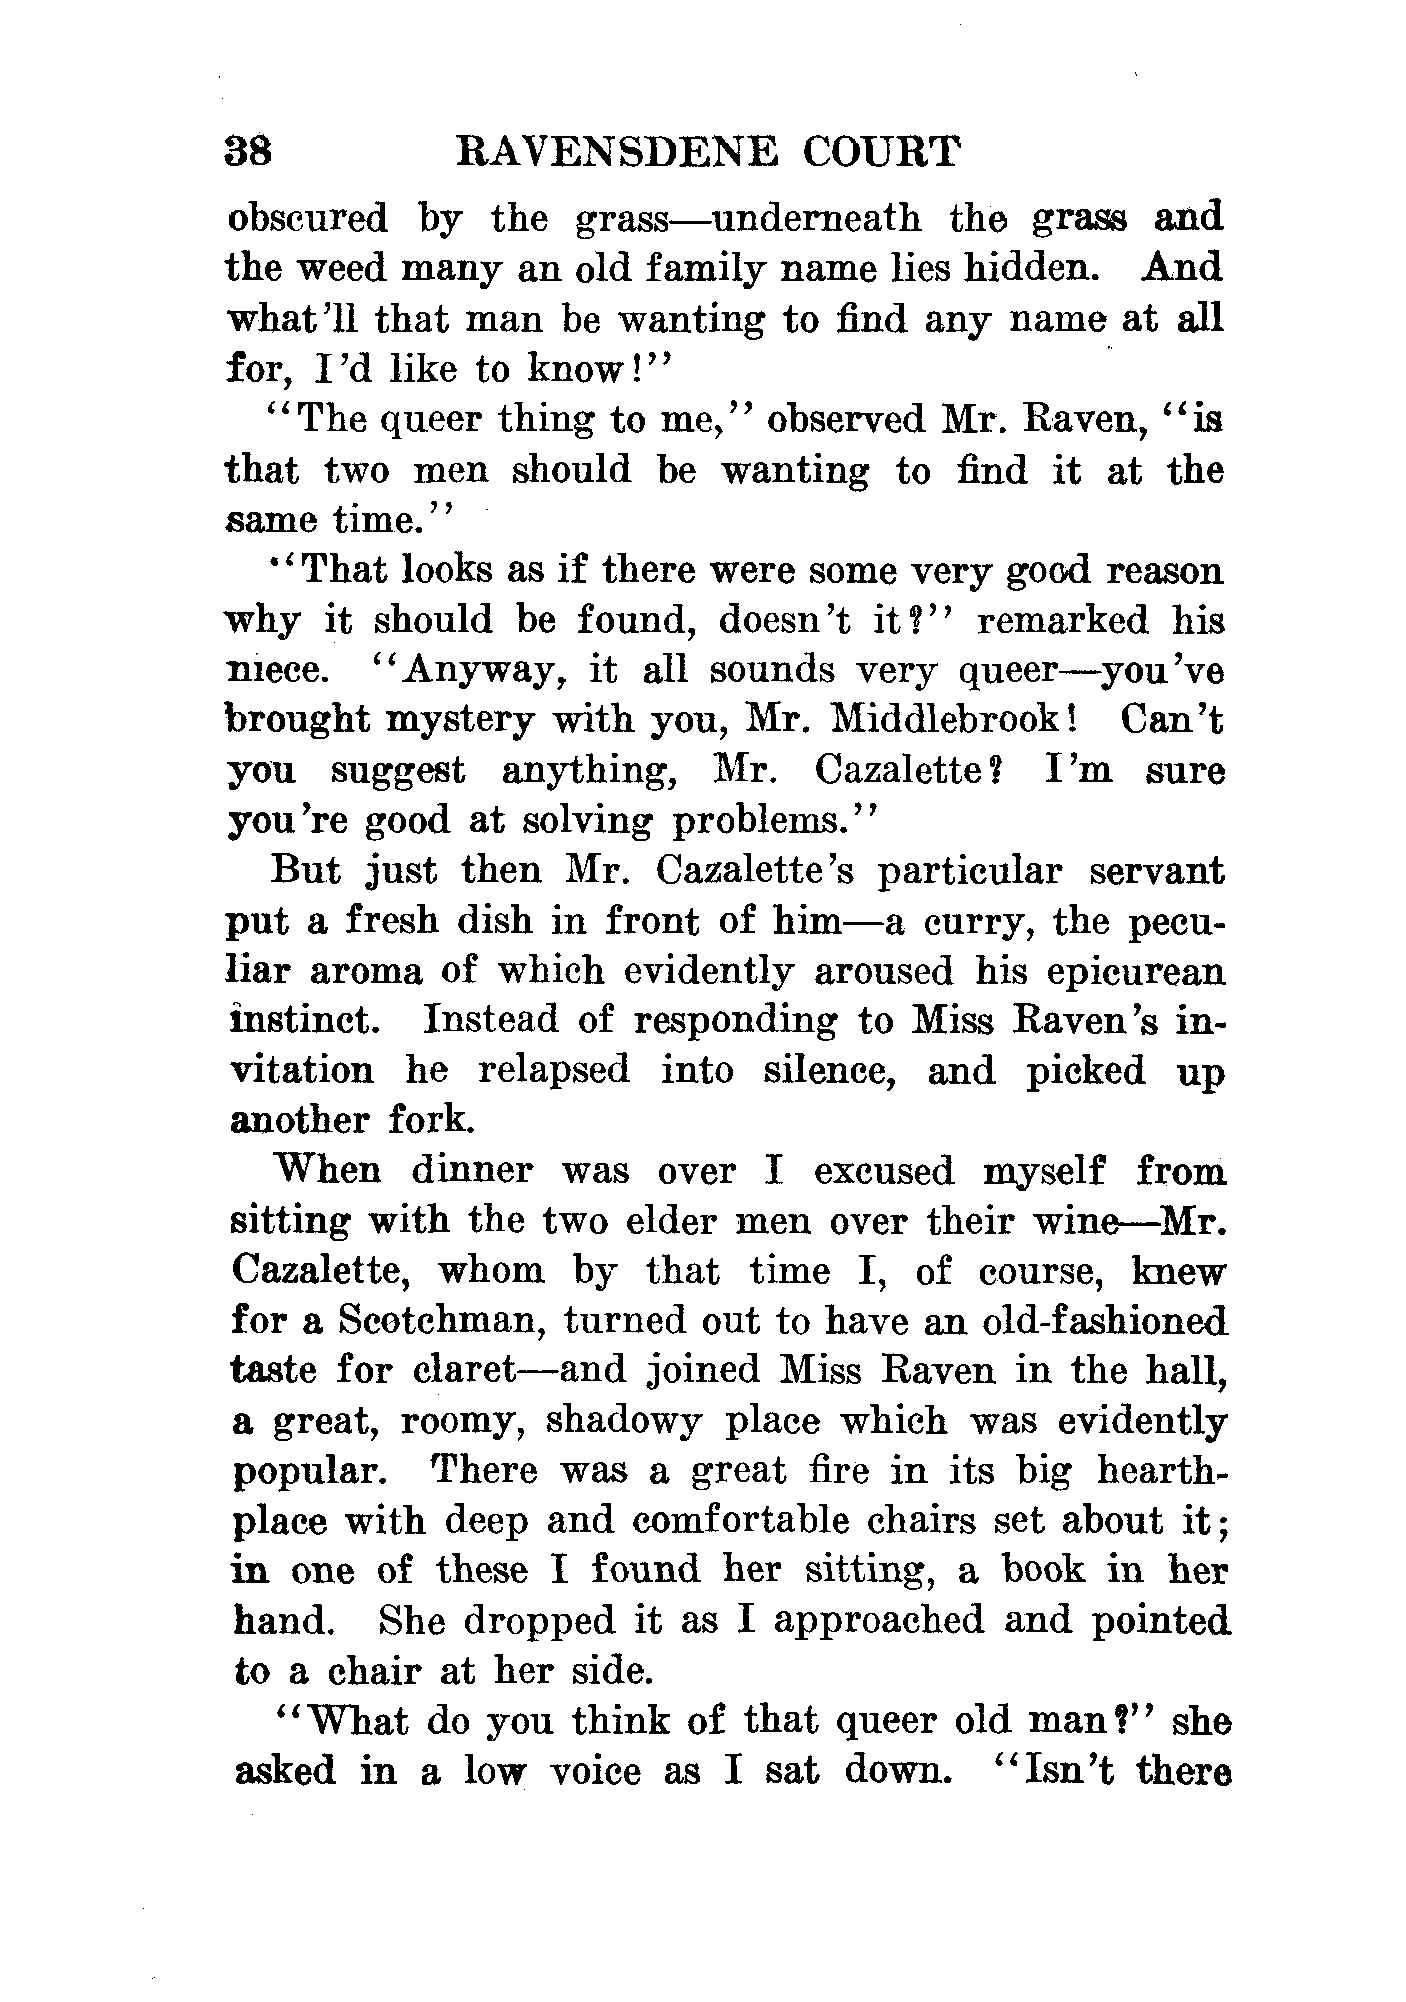 38 RAVENSDENE COURT
obscured by the grass—underneath the grass and
the weed many an old family name lies hidden. And
what'll that man be wanting to find any name at all
for, I'd like to know!"
"The queer thing to me," observed Mr. Raven, "is
that two men should be wanting to find it at the
same time."
"That looks as if there were some very good reason
why it should be found, doesn't it?" remarked his
niece. "Anyway, it all sounds very queer—you've
brought mystery with you, Mr. Middlebrook! Can't
you suggest anything, Mr. Cazalette? I'm sure
you're good at solving problems."
But just then Mr. Cazalette's particular servant
put a fresh dish in front of him—a curry, the pecu-
liar aroma of which evidently aroused his epicurean
instinct. Instead of responding to Miss Raven's in-
vitation he relapsed into silence, and picked up
another fork.
When dinner was over I excused myself from
sitting with the two elder men over their wine—Mr.
Cazalette, whom by that time I, of course, knew
for a Scotchman, turned out to have an old-fashioned
taste for claret—and joined Miss Raven in the hall,
a great, roomy, shadowy place which was evidently
popular. There was a great fire in its big hearth-
place with deep and comfortable chairs set about it;
in one of these I found her sitting, a book in her
hand. She dropped it as I approached and pointed
to a chair at her side.
"What do you think of that queer old man?" she
asked in a low voice as I sat down. "Isn't there